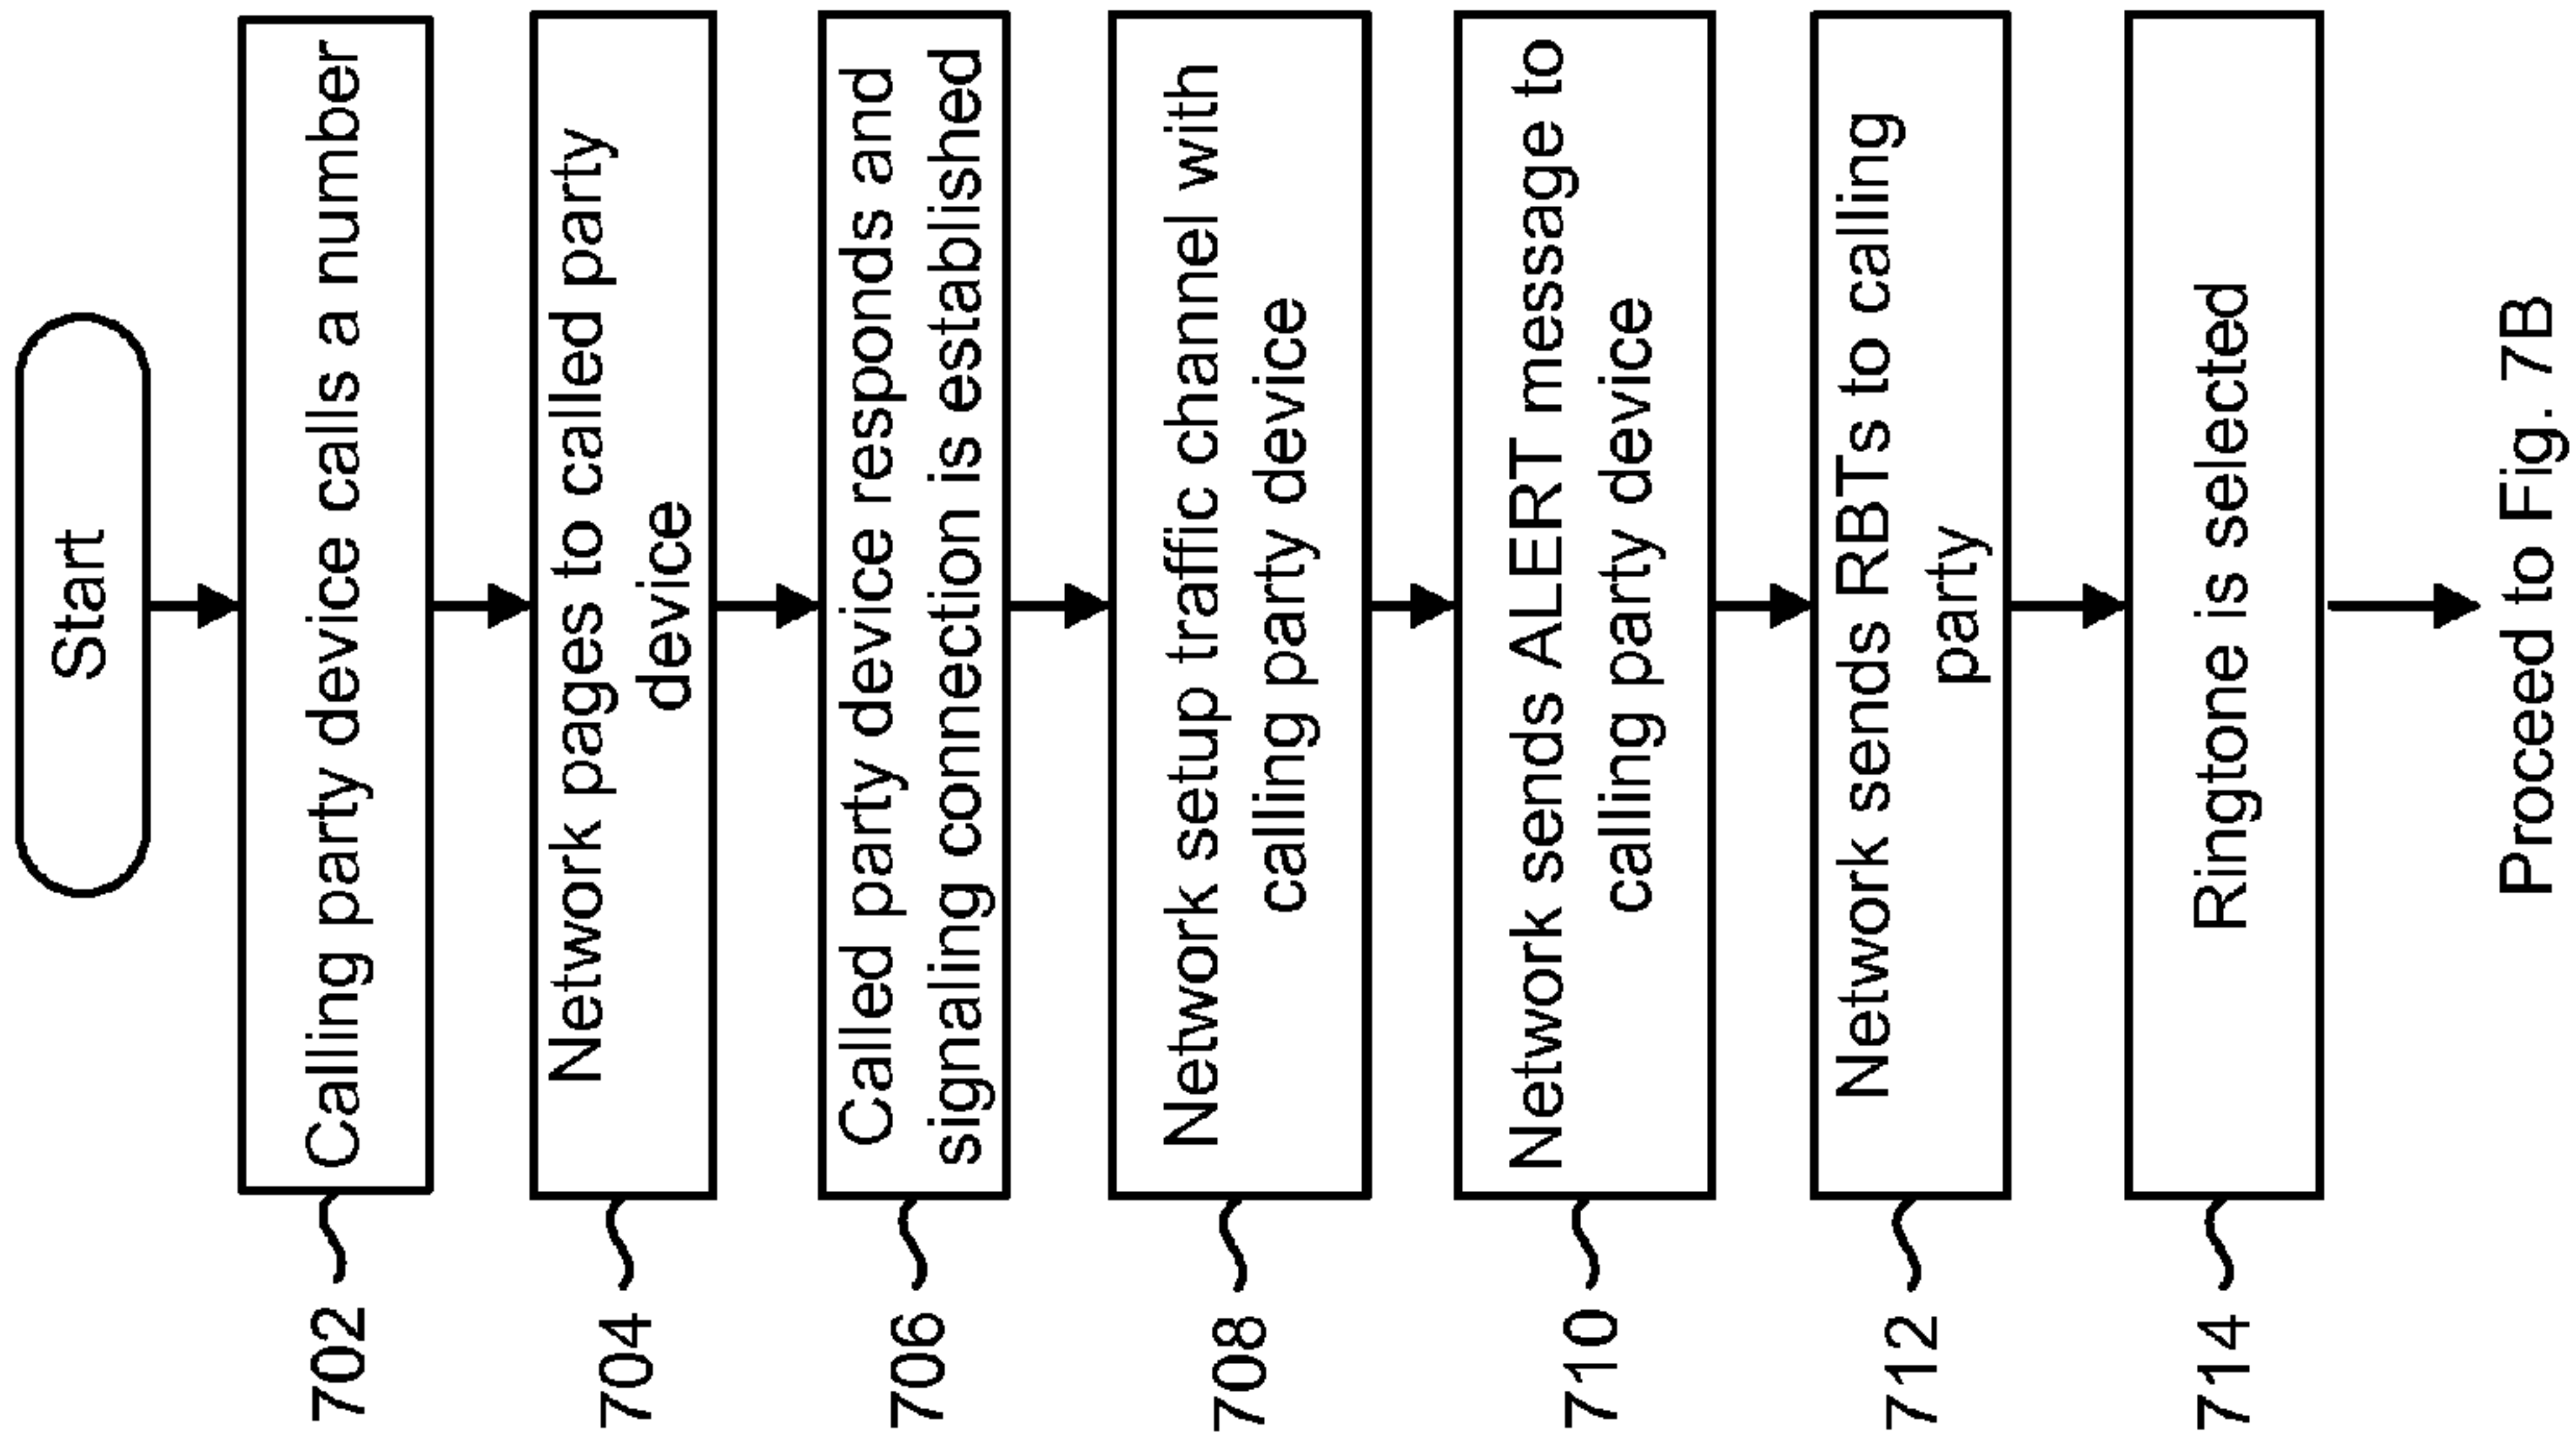 Start
702
Calling party device calls a number
704
Network pages to called party
device
706
Called party device responds and
signaling connection is established
708
Network setup traffic channel with
calling party device
710
Network sends ALERT message to
calling party device
712
Network sends RBTs to calling
party
714
Ringtone is selected
Proceed to Fig. 7B